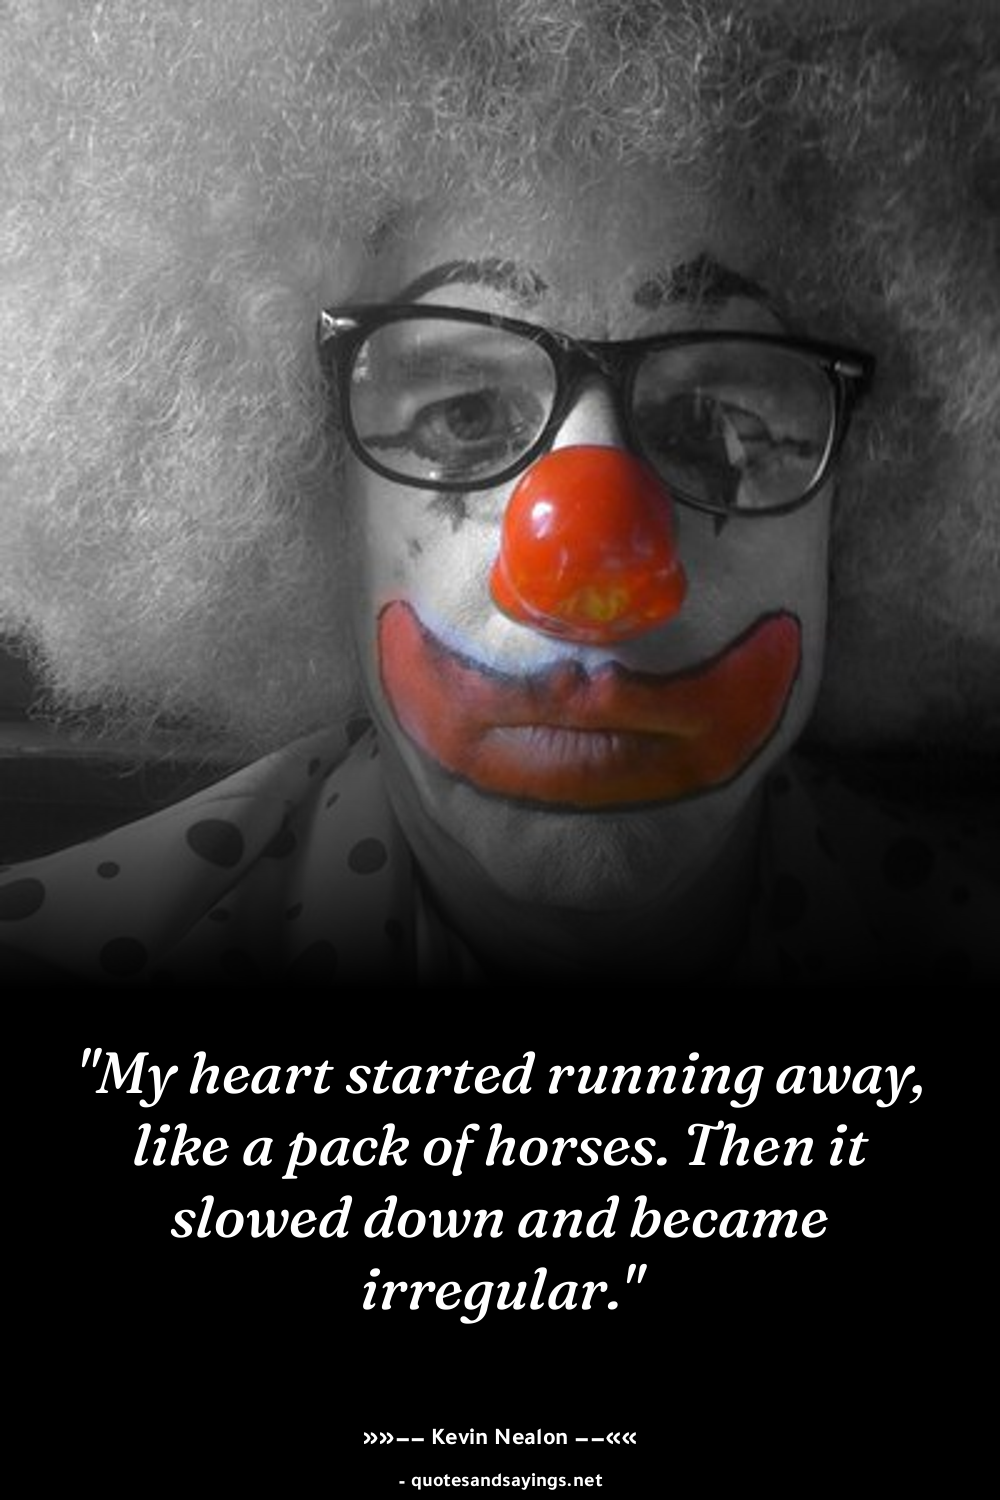 "My heart started running away,
like a pack of horses. Then it
slowed down and became
irregular."
»»−− Kevin Nealon −−««
- quotesandsayings.net